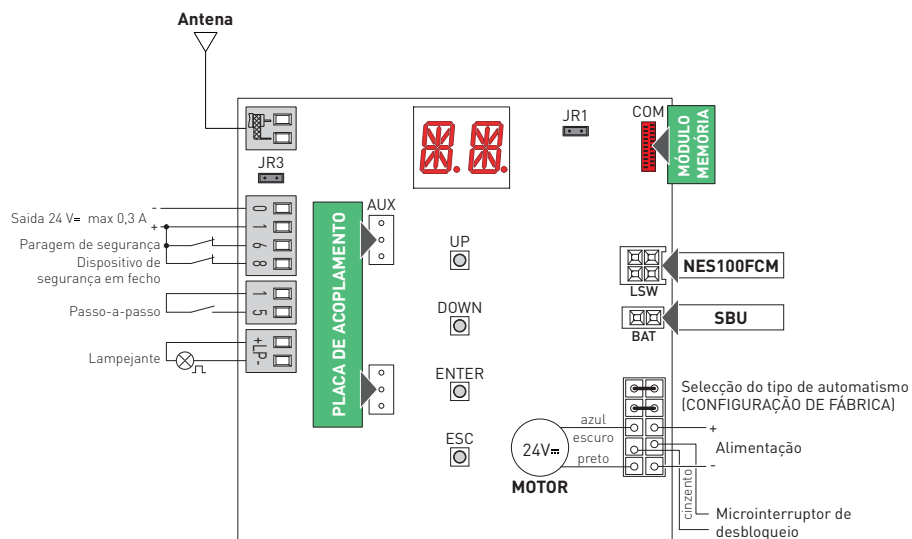 Antena
JR1
COM
MÓDULO
MEMÓRIA
JR3
AUX
Saida 24 V⎓ max 0,3 A
-
+
Paragem de segurança
Dispositivo de
segurança em fecho
0
1
6
8
Passo-a-passo
1
5
Lampejante
+LP-
PLACA DE ACOPLAMENTO
UP
DOWN
ENTER
ESC
LSW
NES100FCM
BAT
SBU
Selecção do tipo de automatismo
(CONFIGURAÇÃO DE FÁBRICA)
azul
escuro
preto
24V⎓
MOTOR
+
Alimentação
-
cinzento
Microinterruptor de
desbloqueio